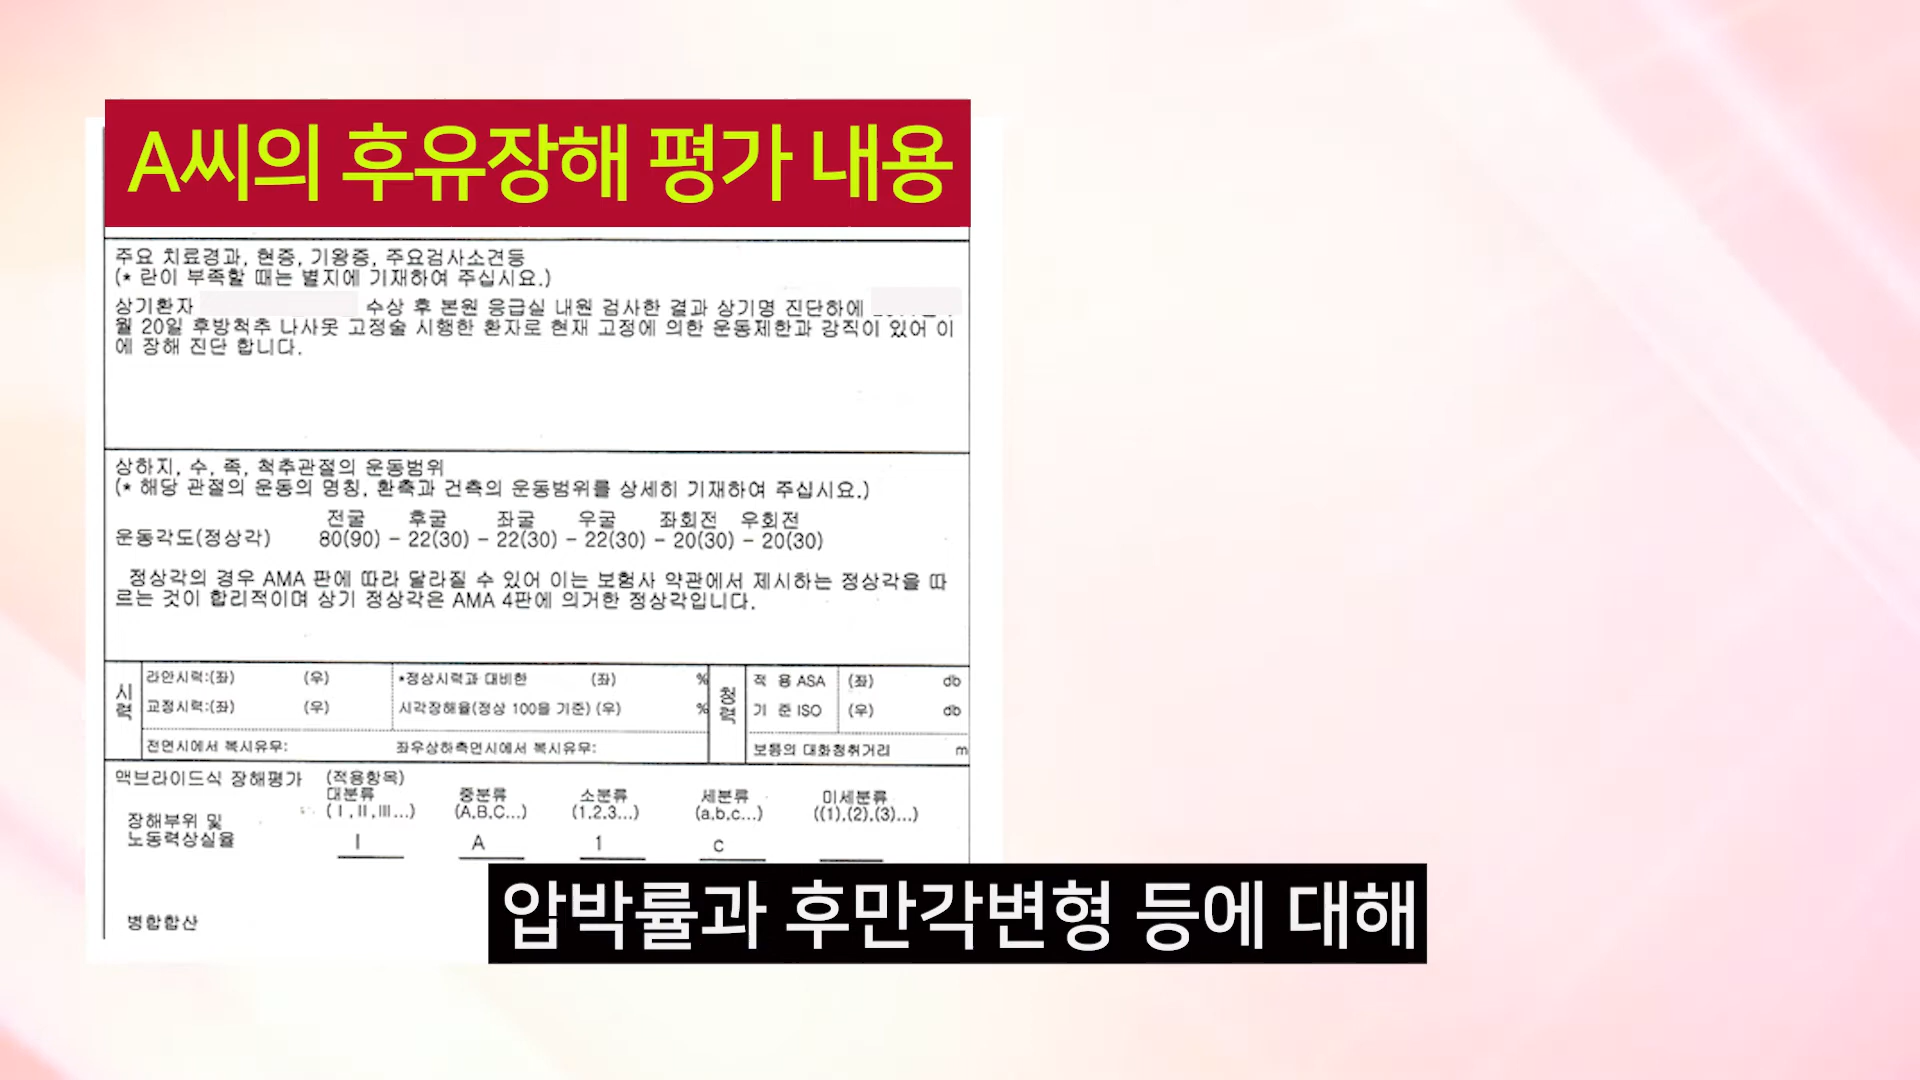 A씨의 후유장해 평가 내용
주요 치료경과, 현증, 기왕증, 주요검사소견등
(* 란이 부족할 때는 별지에 기재하여 주십시요.)
상기환자 수상 후 본원 응급실 내원 검사한 결과 상기명 진단하에
월 20일 후방척추 나사못 고정술 시행한 환자로 현재 고정에 의한 운동제한과 강직이 있어 이
에 장해 진단 합니다.
상하지, 수, 족, 척추관절의 운동범위
(* 해당 관절의 운동의 명칭, 환측과 건측의 운동범위를 상세히 기재하여 주십시요.)
전굴 후굴 좌굴 우굴 좌회전 우회전
운동각도(정상각) 80(90) - 22(30) - 22(30) - 22(30) - 20(30) - 20(30)
정상각의 경우 AMA 판에 따라 달라질 수 있어 이는 보험사 약관에서 제시하는 정상각을 따
르는 것이 합리적이며 상기 정상각은 AMA 4판에 의거한 정상각입니다.
시력
라안시력:(좌) (우) *정상시력과 대비한 (좌) %
교정시력:(좌) (우) 시각장해율(정상 100을 기준) (우) %
전면시에서 복시유무: 좌우상하측면시에서 복시유무:
청력
적 용 ASA (좌) db
기 준 ISO (우) db
보통의 대화청취거리 m
맥브라이드식 장해평가 (적용항목)
대분류 중분류 소분류 세분류 미세분류
(Ⅰ,Ⅱ,Ⅲ...) (A,B,C...) (1,2,3...) (a,b,c...) ((1),(2),(3)...)
장해부위 및
노동력상실율
Ⅰ A 1 c
병합합산
압박률과 후만각변형 등에 대해